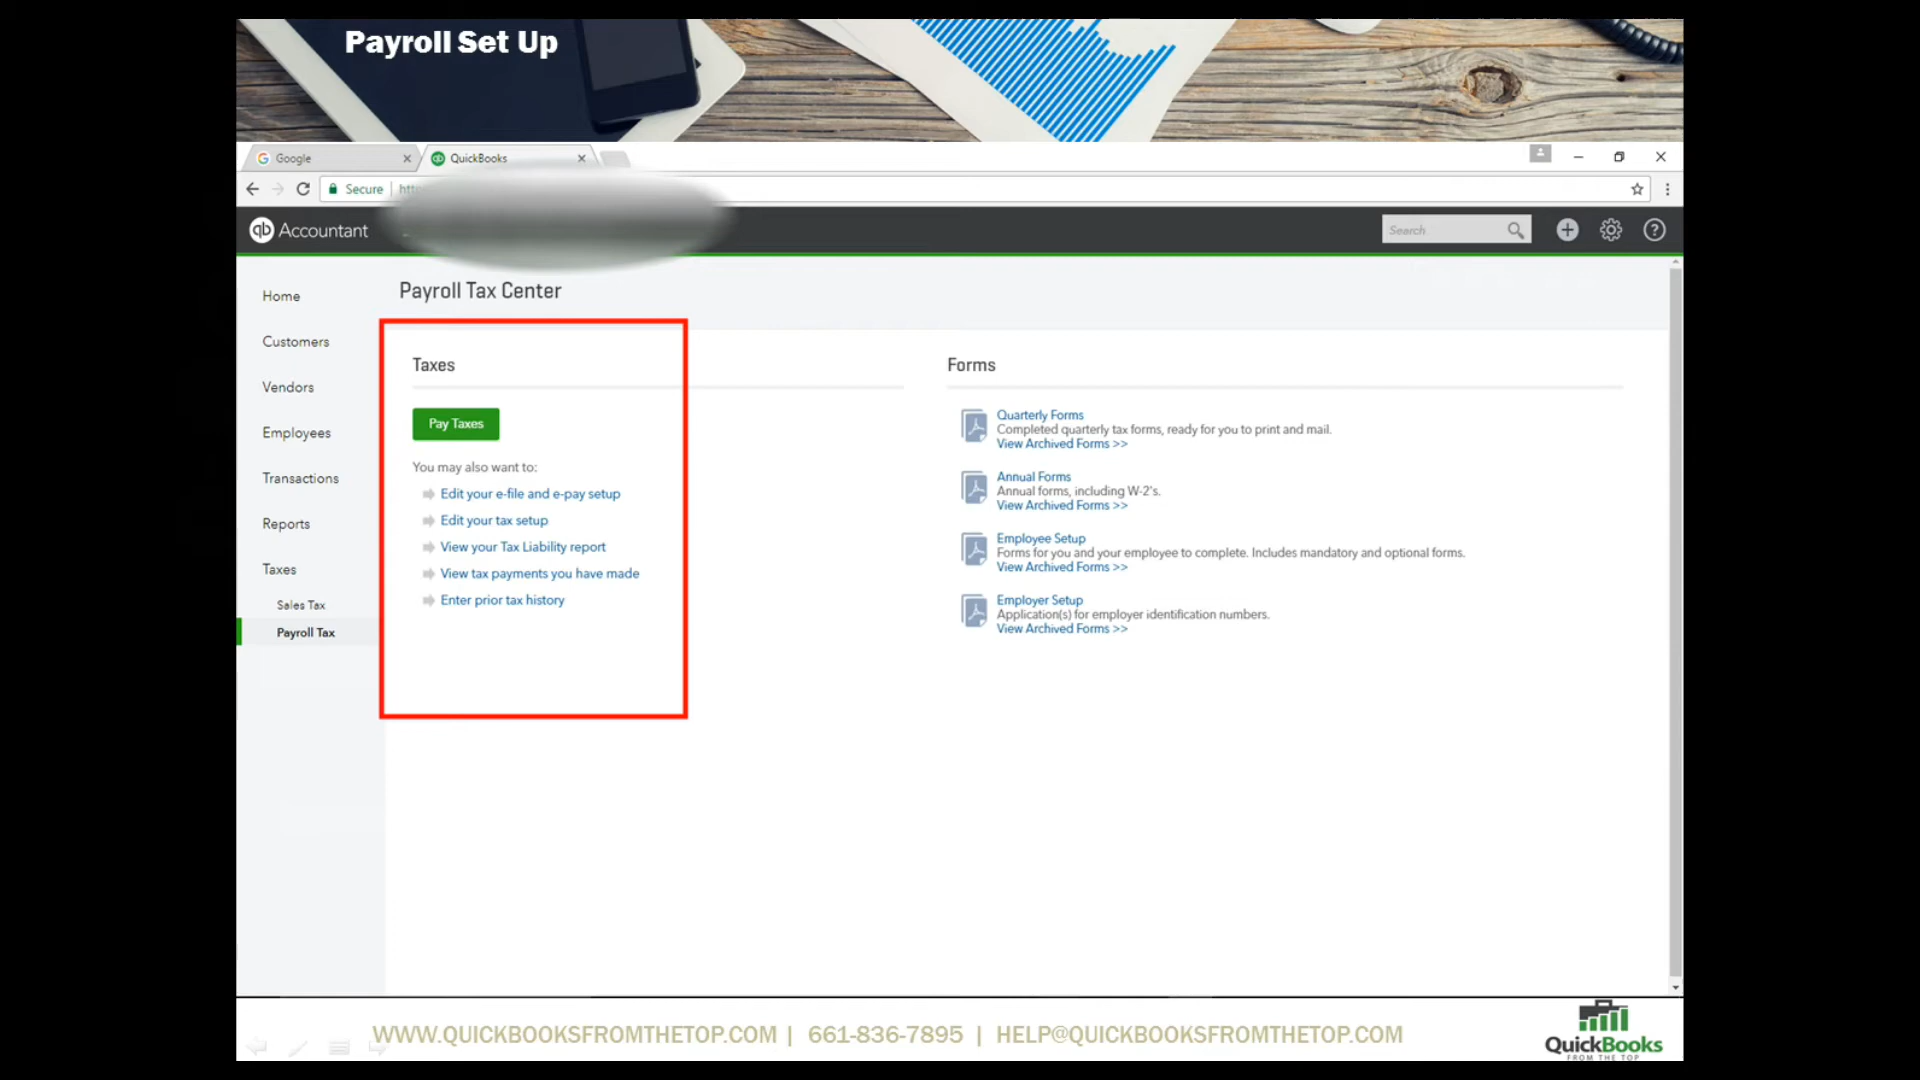 Payroll Set Up
Google
QuickBooks
Secure
qb Accountant
Search
Home
Customers
Vendors
Employees
Transactions
Reports
Taxes
Sales Tax
Payroll Tax
Payroll Tax Center
Taxes
Pay Taxes
You may also want to:
Edit your e-file and e-pay setup
Edit your tax setup
View your Tax Liability report
View tax payments you have made
Enter prior tax history
Forms
Quarterly Forms
Completed quarterly tax forms, ready for you to print and mail.
View Archived Forms >>
Annual Forms
Annual forms, including W-2's.
View Archived Forms >>
Employee Setup
Forms for you and your employee to complete. Includes mandatory and optional forms.
View Archived Forms >>
Employer Setup
Application(s) for employer identification numbers.
View Archived Forms >>
WWW.QUICKBOOKSFROMTHETOP.COM | 661-836-7895 | HELP@QUICKBOOKSFROMTHETOP.COM
QuickBooks
FROM THE TOP